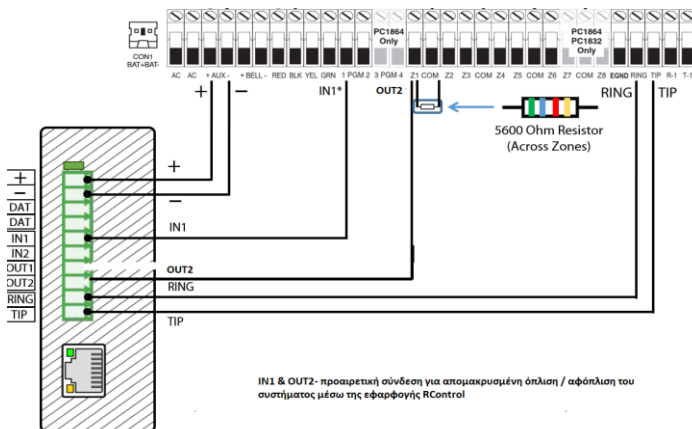 PC1864
Only
PC1864
PC1832
Only
CON1
BAT+BAT-
AC AC + AUX - + BELL - RED BLK YEL GRN 1 PGM 2 3 PGM 4 Z1 COM Z2 Z3 COM Z4 Z5 COM Z6 Z7 COM Z8 EGND RING TIP R-1 T-1
+ − IN1* OUT2 RING TIP
5600 Ohm Resistor
(Across Zones)
+
+
−
−
DAT
DAT
IN1
IN1
IN2
OUT1
OUT2
OUT2
RING
RING
TIP
TIP
IN1 & OUT2- προαιρετική σύνδεση για απομακρυσμένη όπλιση / αφόπλιση του
συστήματος μέσω της εφαρφογής RControl